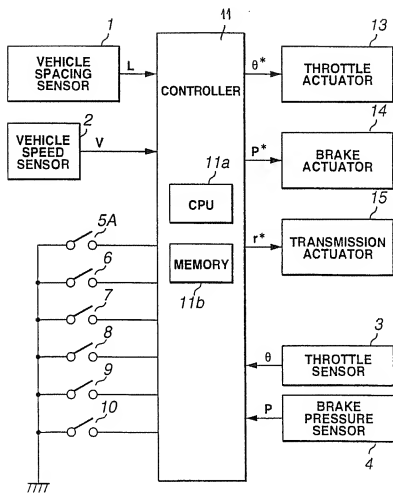 1
VEHICLE
SPACING
SENSOR
L
2
VEHICLE
SPEED
SENSOR
V
5A
6
7
8
9
10
11
CONTROLLER
11a
CPU
MEMORY
11b
θ*
13
THROTTLE
ACTUATOR
P*
14
BRAKE
ACTUATOR
r*
15
TRANSMISSION
ACTUATOR
θ
3
THROTTLE
SENSOR
P
BRAKE
PRESSURE
SENSOR
4